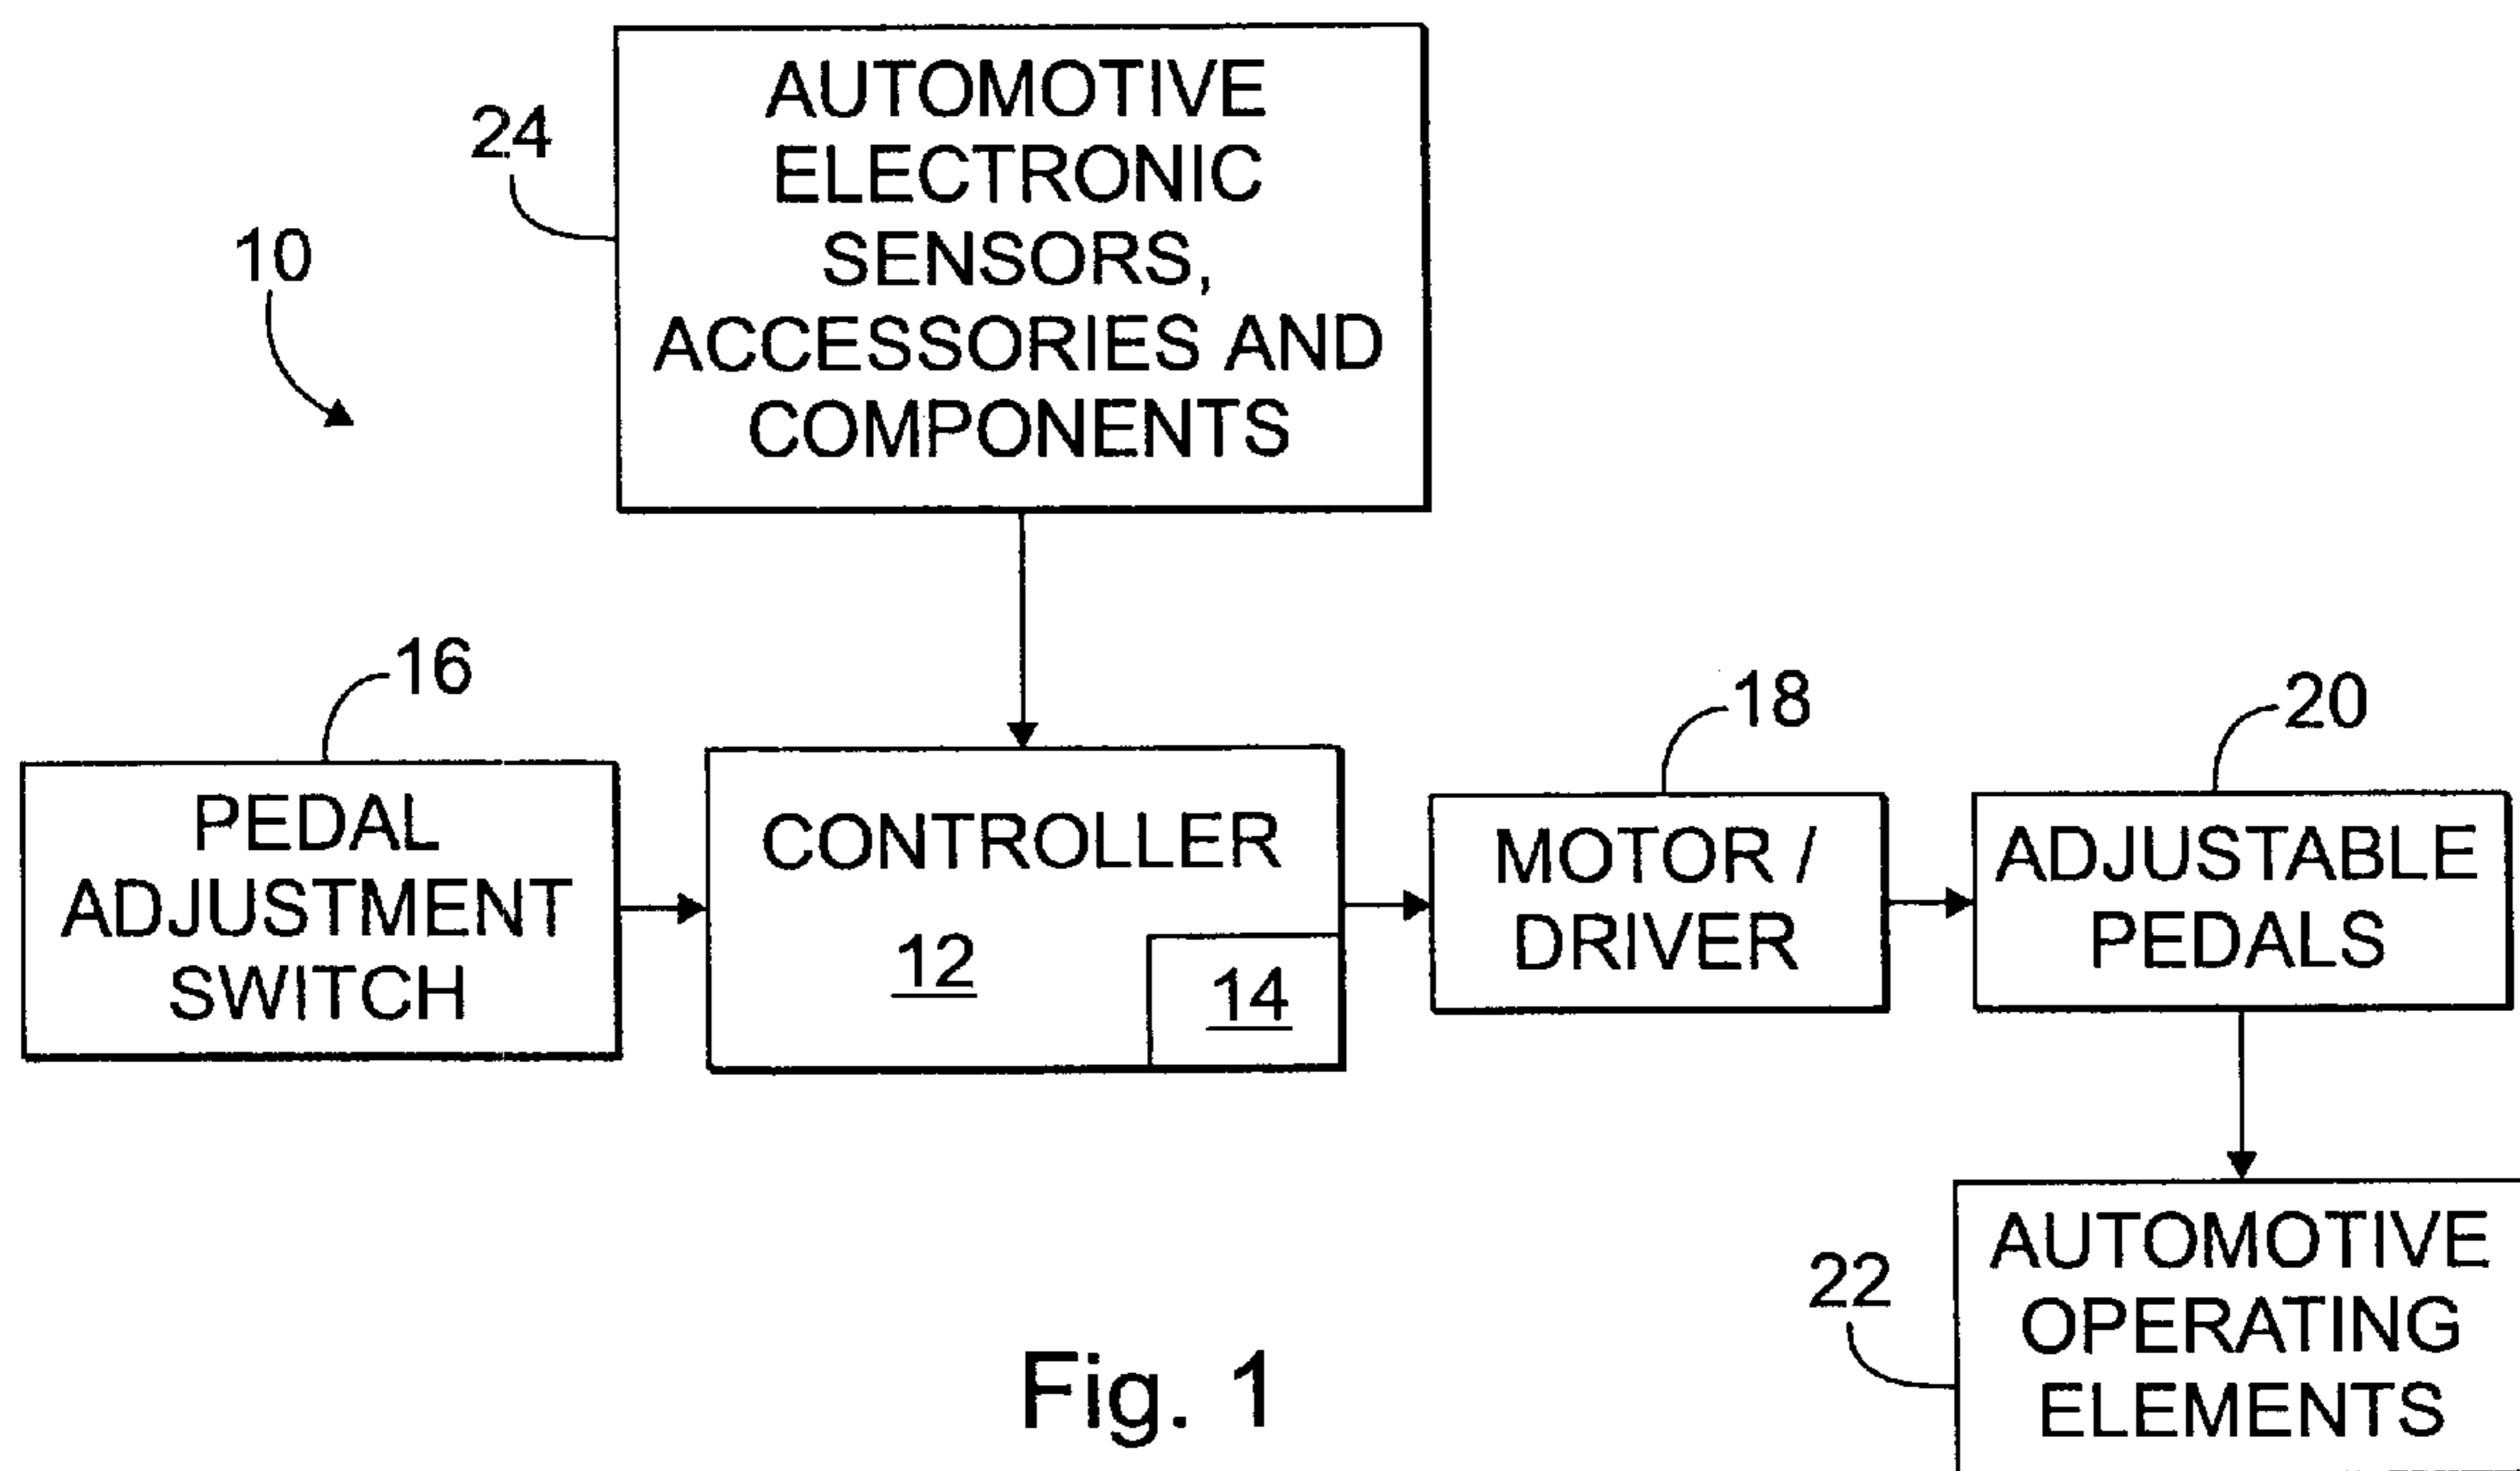 AUTOMOTIVE
ELECTRONIC
SENSORS,
ACCESSORIES AND
COMPONENTS
24
10
16
18
20
PEDAL
ADJUSTMENT
SWITCH
CONTROLLER
12
14
MOTOR /
DRIVER
ADJUSTABLE
PEDALS
22
AUTOMOTIVE
OPERATING
ELEMENTS
Fig. 1